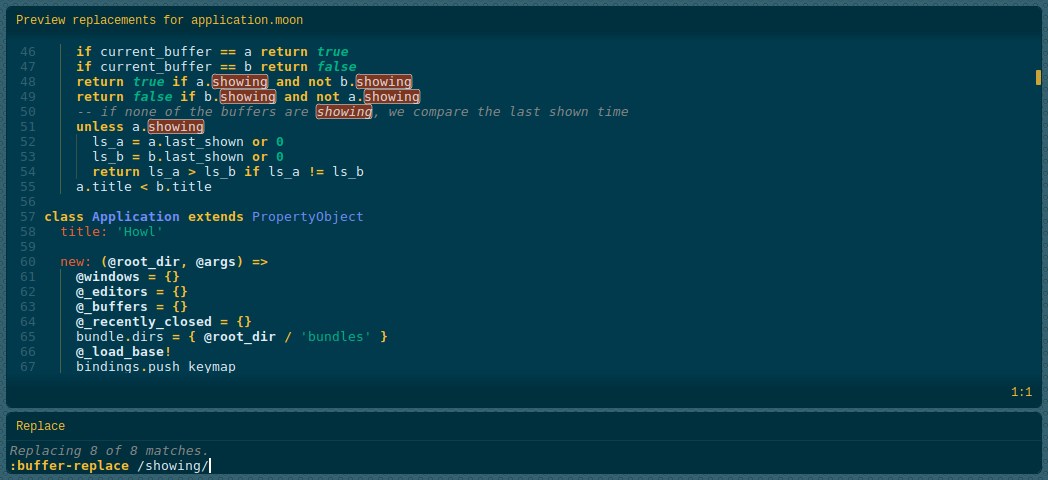 Preview replacements for application.moon
46 if current_buffer == a return true
47 if current_buffer == b return false
48 return true if a.showing and not b.showing
49 return false if b.showing and not a.showing
50 -- if none of the buffers are showing, we compare the last shown time
51 unless a.showing
52 ls_a = a.last_shown or 0
53 ls_b = b.last_shown or 0
54 return ls_a > ls_b if ls_a != ls_b
55 a.title < b.title
56
57 class Application extends PropertyObject
58 title: 'Howl'
59
60 new: (@root_dir, @args) =>
61 @windows = {}
62 @_editors = {}
63 @_buffers = {}
64 @_recently_closed = {}
65 bundle.dirs = { @root_dir / 'bundles' }
66 @_load_base!
67 bindings.push keymap
1:1
Replace
Replacing 8 of 8 matches.
:buffer-replace /showing/